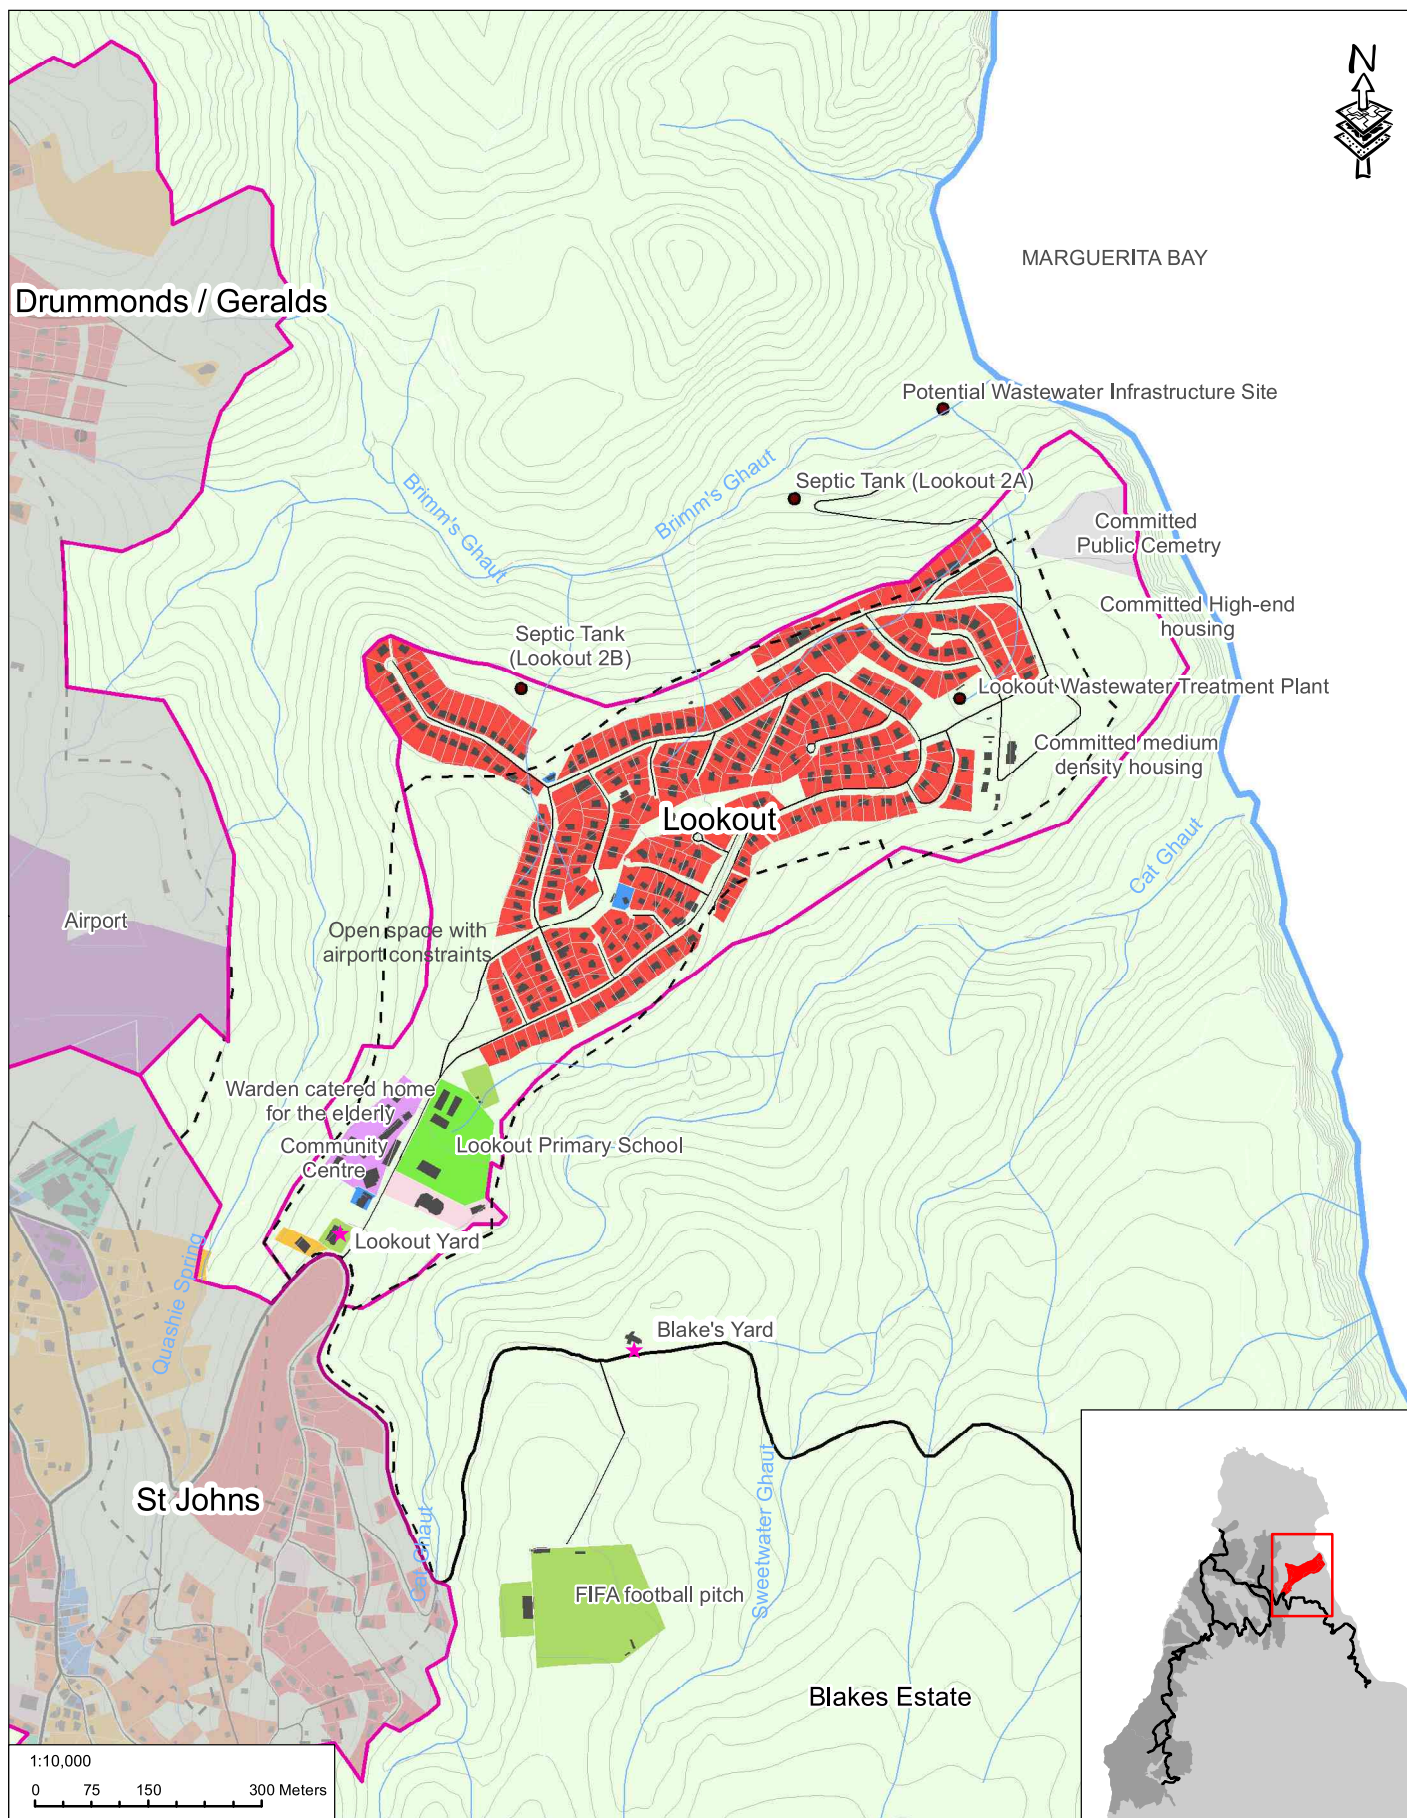 N
MARGUERITA BAY
Drummonds / Geralds
Potential Wastewater Infrastructure Site
Brimm's Ghaut
Brimm's Ghaut
Septic Tank (Lookout 2A)
Committed
Public Cemetry
Committed High-end
housing
Septic Tank
(Lookout 2B)
Lookout Wastewater Treatment Plant
Committed medium
density housing
Lookout
Cat Ghaut
Airport
Open space with
airport constraints
Warden catered home
for the elderly
Community
Centre
Lookout Primary School
Lookout Yard
Quashie Spring
Blake's Yard
St Johns
Cat Ghaut
Sweetwater Ghaut
FIFA football pitch
Blakes Estate
1:10,000
0 75 150 300 Meters